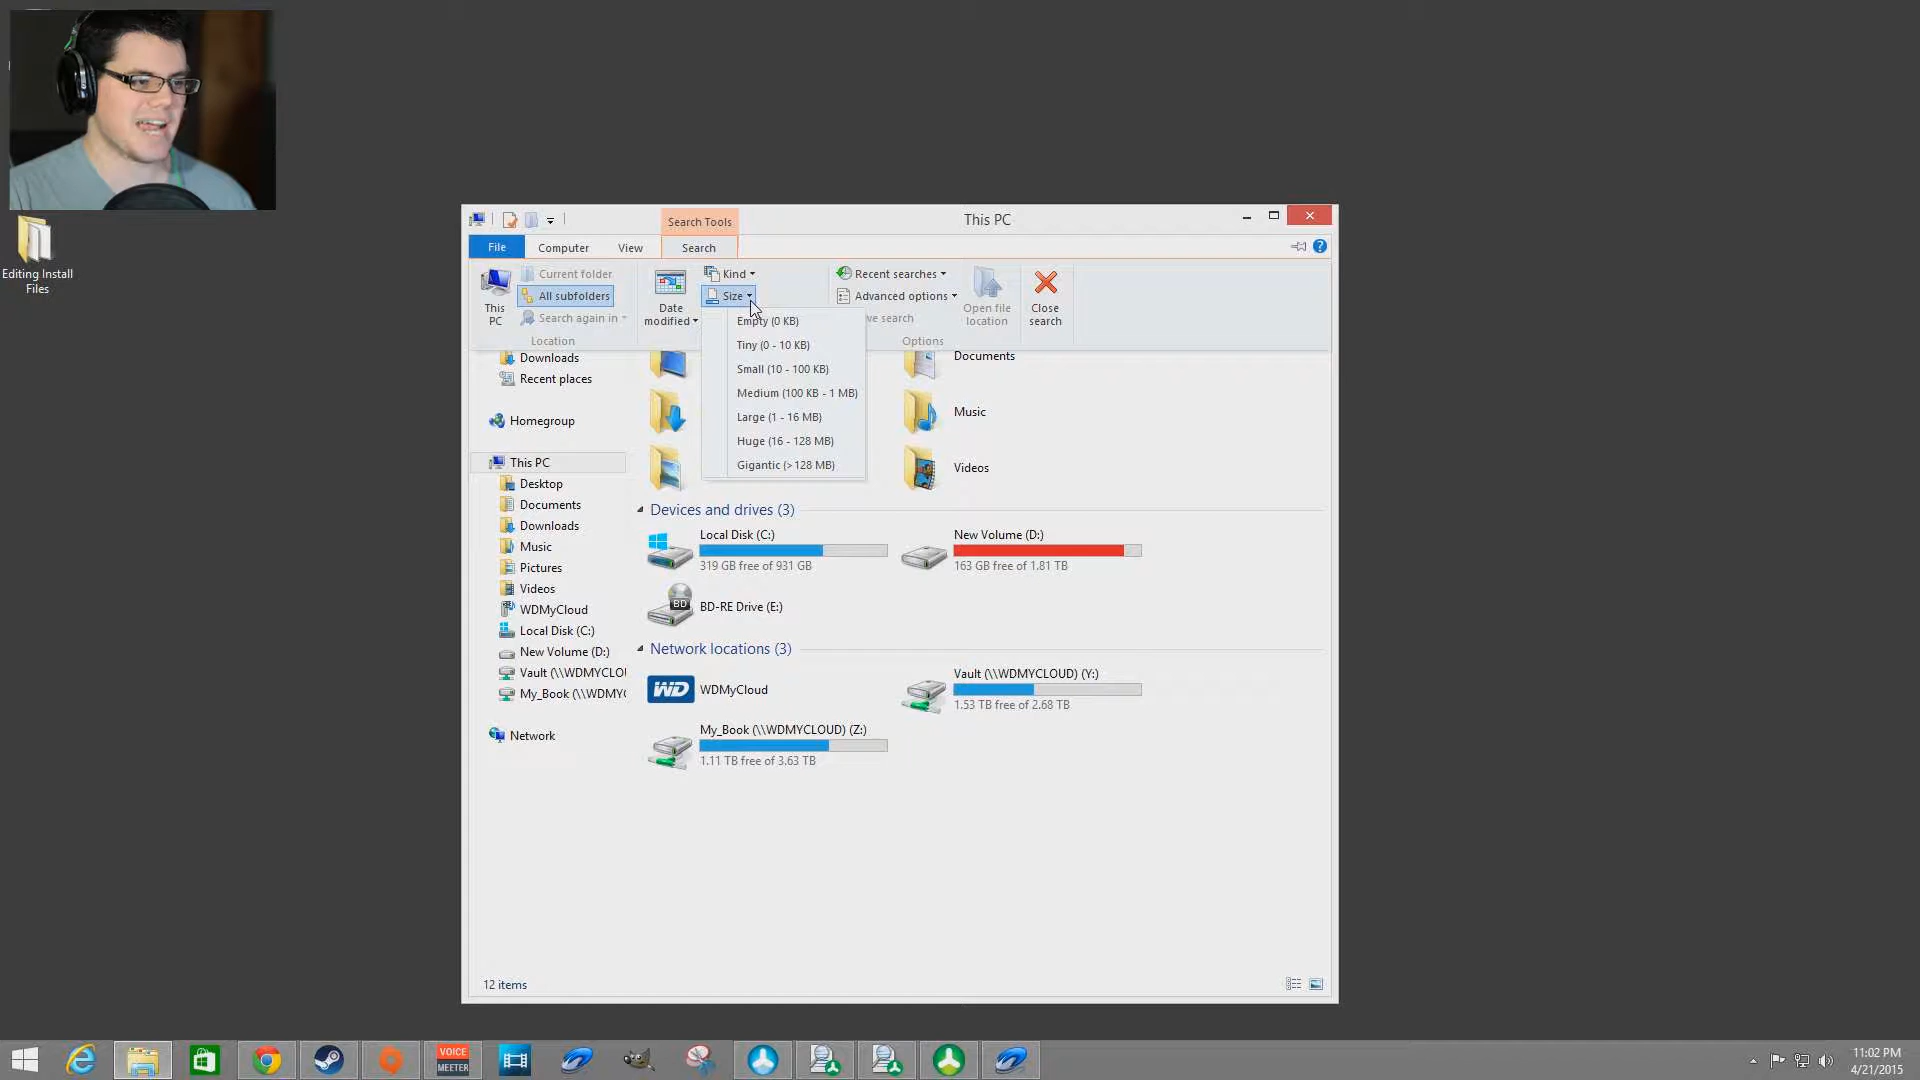 Editing Install
Files
Search Tools
This PC
File
Computer
View
Search
This
PC
Current folder
All subfolders
Search again in
Location
Date
modified
Kind
Size
Recent searches
Advanced options
ve search
Options
Open file
location
Close
search
Empty (0 KB)
Tiny (0 - 10 KB)
Small (10 - 100 KB)
Medium (100 KB - 1 MB)
Large (1 - 16 MB)
Huge (16 - 128 MB)
Gigantic (> 128 MB)
Downloads
Recent places
Homegroup
This PC
Desktop
Documents
Downloads
Music
Pictures
Videos
WDMyCloud
Local Disk (C:)
New Volume (D:)
Vault (\\WDMYCLOU
My_Book (\\WDMYC
Network
Documents
Music
Videos
Devices and drives (3)
Local Disk (C:)
319 GB free of 931 GB
New Volume (D:)
163 GB free of 1.81 TB
BD
BD-RE Drive (E:)
Network locations (3)
WD
WDMyCloud
Vault (\\WDMYCLOUD) (Y:)
1.53 TB free of 2.68 TB
My_Book (\\WDMYCLOUD) (Z:)
1.11 TB free of 3.63 TB
12 items
VOICE
MEETER
11:02 PM
4/21/2015